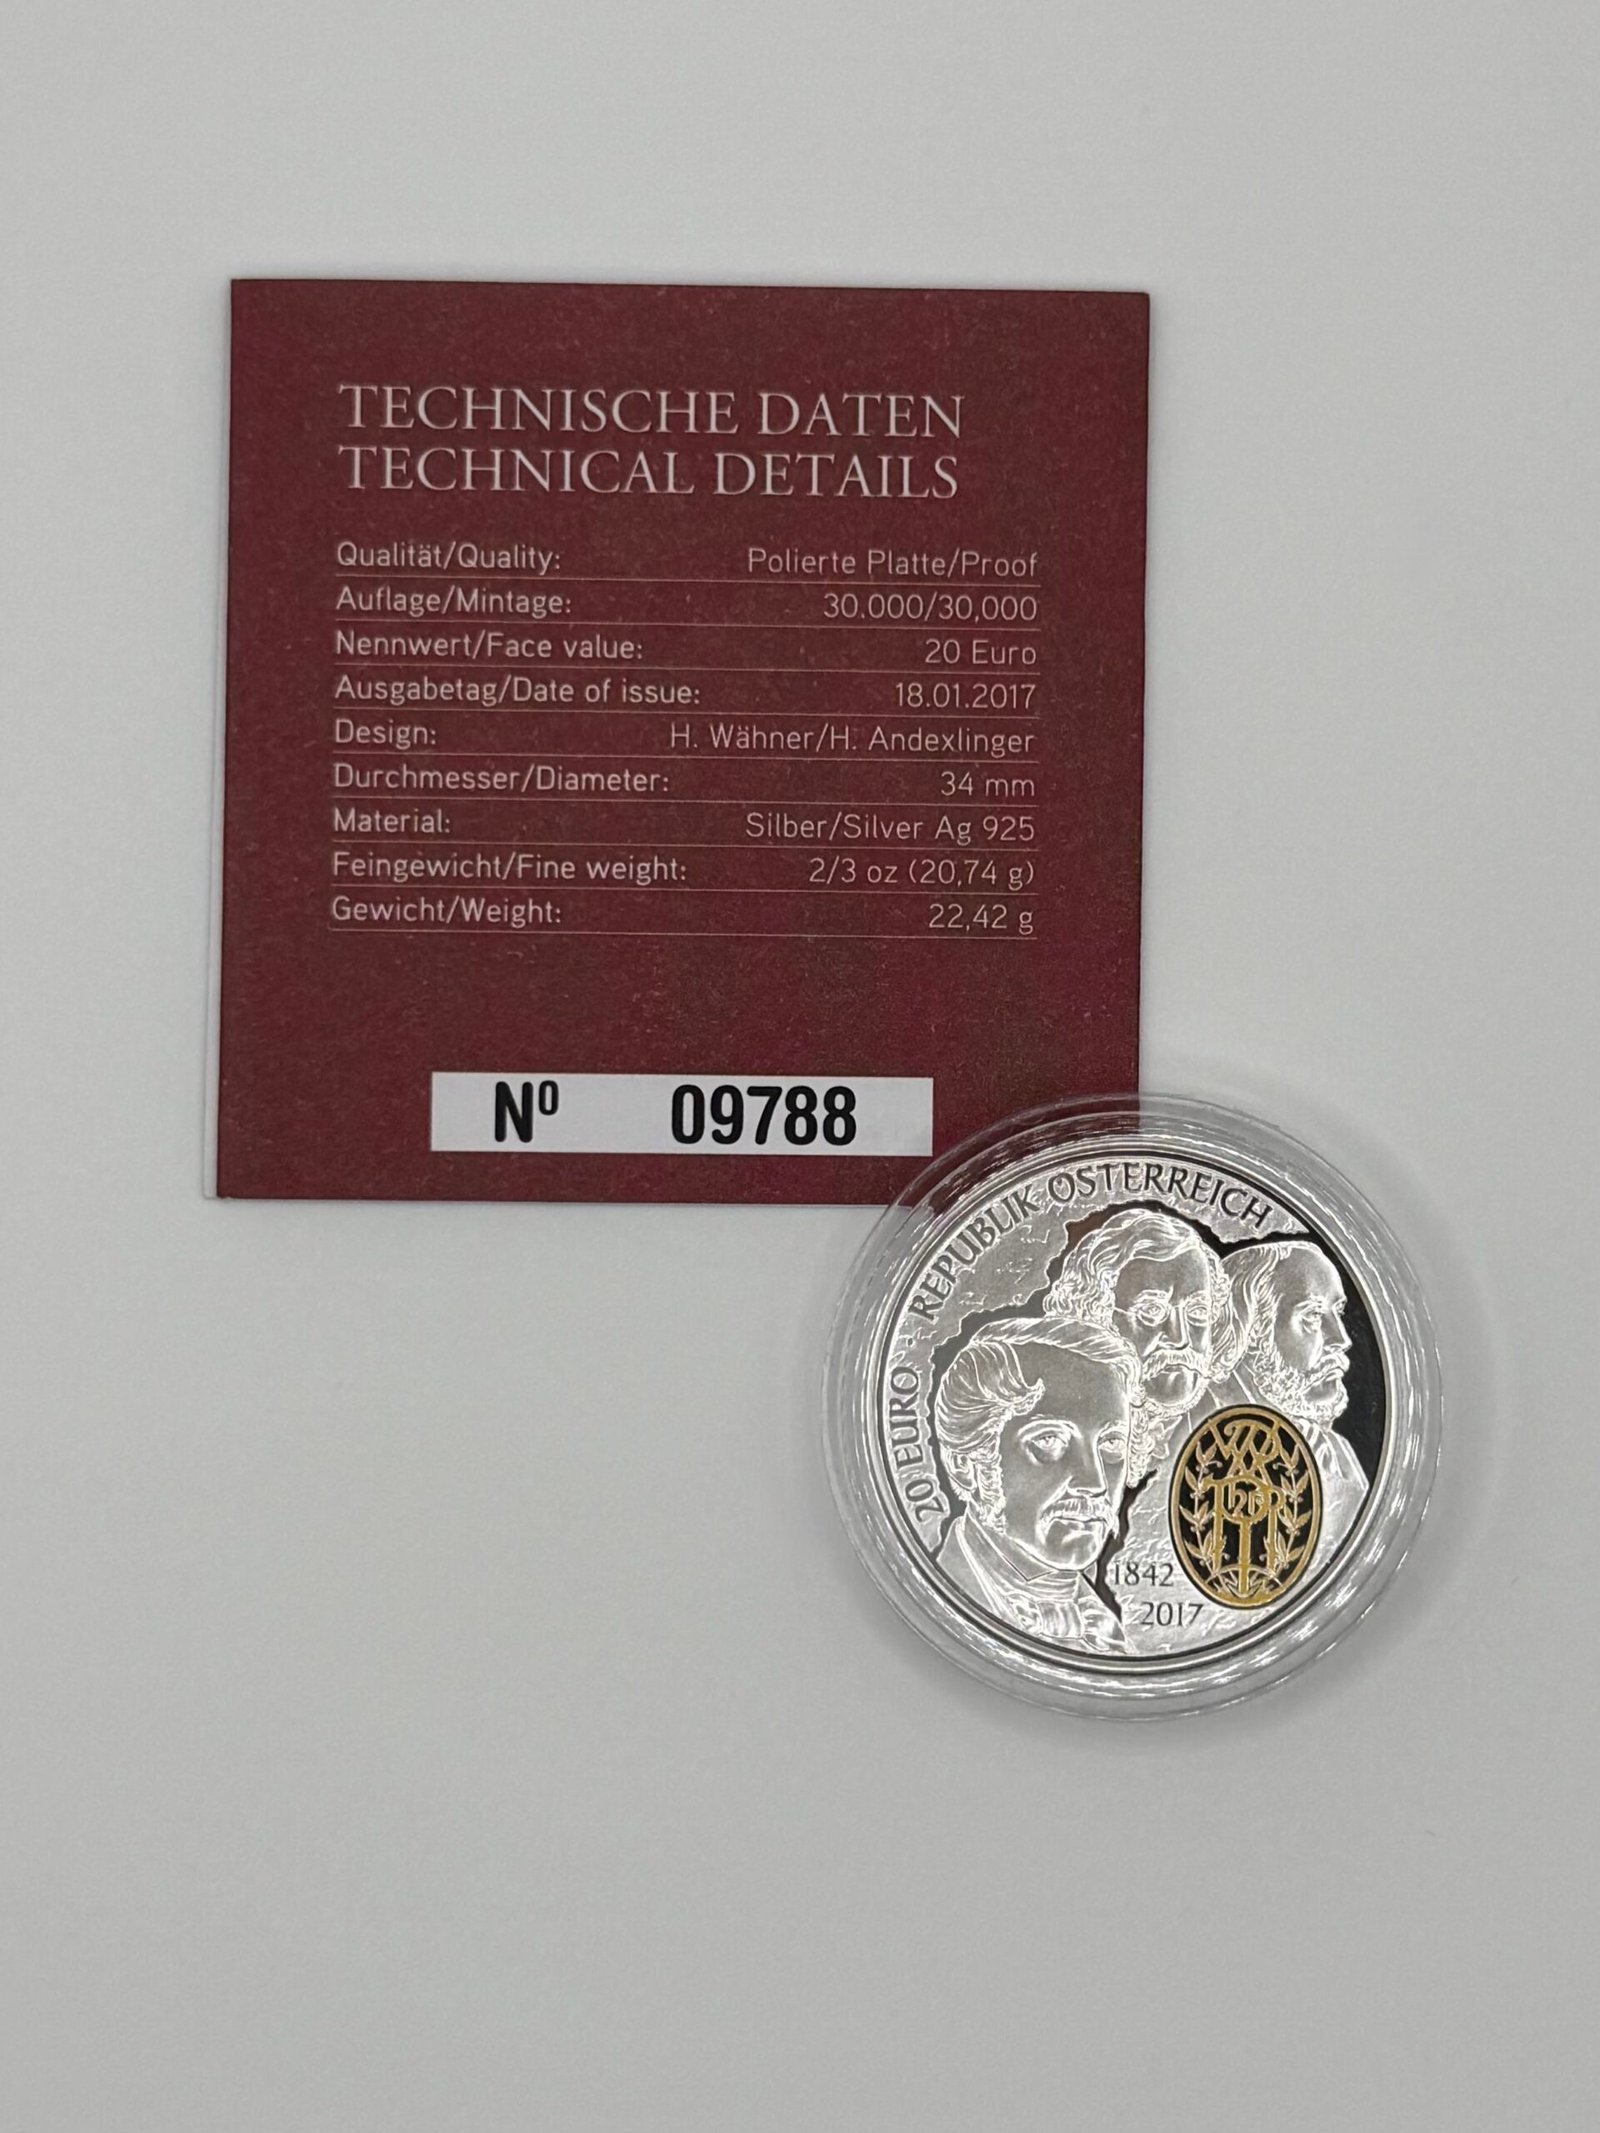 TECHNISCHE DATEN
TECHNICAL DETAILS
Qualität/Quality: Polierte Platte/Proof
Auflage/Mintage: 30.000/30,000
Nennwert/Face value: 20 Euro
Ausgabetag/Date of issue: 18.01.2017
Design: H. Wähner/H. Andexlinger
Durchmesser/Diameter: 34 mm
Material: Silber/Silver Ag 925
Feingewicht/Fine weight: 2/3 oz (20,74 g)
Gewicht/Weight: 22,42 g
Nº 09788
20 EURO · REPUBLIK ÖSTERREICH
1842
2017